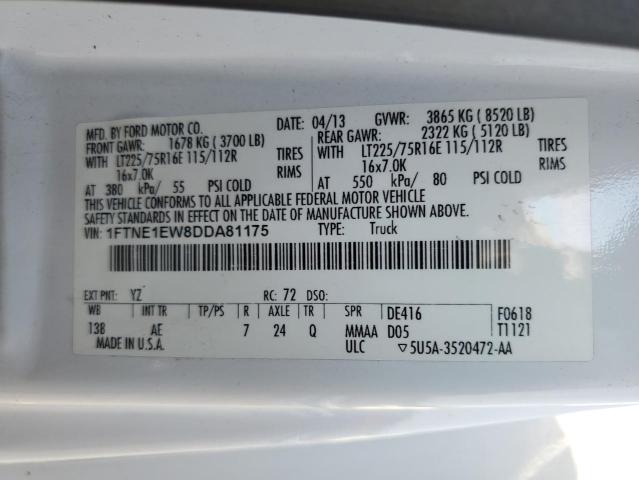 MFD. BY FORD MOTOR CO. DATE: 04/13 GVWR: 3865 KG ( 8520 LB)
FRONT GAWR: 1678 KG ( 3700 LB) REAR GAWR: 2322 KG ( 5120 LB)
WITH LT225/75R16E 115/112R TIRES WITH LT225/75R16E 115/112R TIRES
16x7.0K RIMS 16x7.0K RIMS
AT 380 kPa/ 55 PSI COLD AT 550 kPa/ 80 PSI COLD
THIS VEHICLE CONFORMS TO ALL APPLICABLE FEDERAL MOTOR VEHICLE
SAFETY STANDARDS IN EFFECT ON THE DATE OF MANUFACTURE SHOWN ABOVE.
VIN: 1FTNE1EW8DDA81175 TYPE: Truck
EXT PNT: YZ RC: 72 DSO:
WB INT TR TP/PS R AXLE TR SPR DE416 F0618
138 AE 7 24 Q MMAA D05 T1121
MADE IN U.S.A. ULC ▽5U5A-3520472-AA